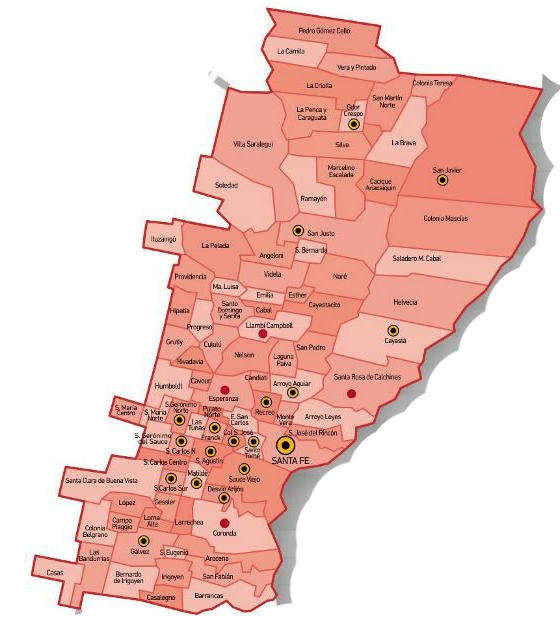 Pedro Gómez Cello
La Camila
Vera y Pintado
Colonia Teresa
La Criolla
San Martín
Norte
Gdor
Crespo
La Penca y
Caraguatá
La Brava
Silva
Villa Saralegui
Marcelino
Escalada
Cacique
Ariacaiquín
San Javier
Soledad
Ramayón
Colonia Mascías
San Justo
Ituzaingó
La Pelada
S. Bernardo
Angeloni
Saladero M. Cabal
Providencia
Videla
Naré
Ma. Luisa
Emilia
Esther
Cayastacito
Helvecia
Hipatia
Santo
Domingo
y Santa
Cabal
Progreso
Llambi Campbell
Cayastá
Grutly
Cululú
San Pedro
Nelson
Laguna
Paiva
Rivadavia
Humboldt
Cavour
Candioti
Arroyo Aguiar
Santa Rosa de Calchines
Esperanza
S. María
Centro
S. María
Norte
S. Gerónimo
Norte
Pujato
Norte
Recreo
Arroyo Leyes
Las
Tunas
E. San
Carlos
Monte
Vera
S. José del Rincón
S. Gerónimo
del Sauce
Franck
Col S. José
S. Carlos N
Santo
Tomé
SANTA FE
S. Carlos Centro
S. Agustín
Sauce Viejo
Santa Clara de Buena Vista
Matilde
S. Carlos Sur
Desvío Arijón
López
Gessler
Campo
Piaggio
Loma
Alta
Larrechea
Coronda
Colonia
Belgrano
Gálvez
Las
Bandurrias
S. Eugenio
Arocena
Casas
Bernardo
de Irigoyen
Irigoyen
San Fabián
Casalegno
Barrancas